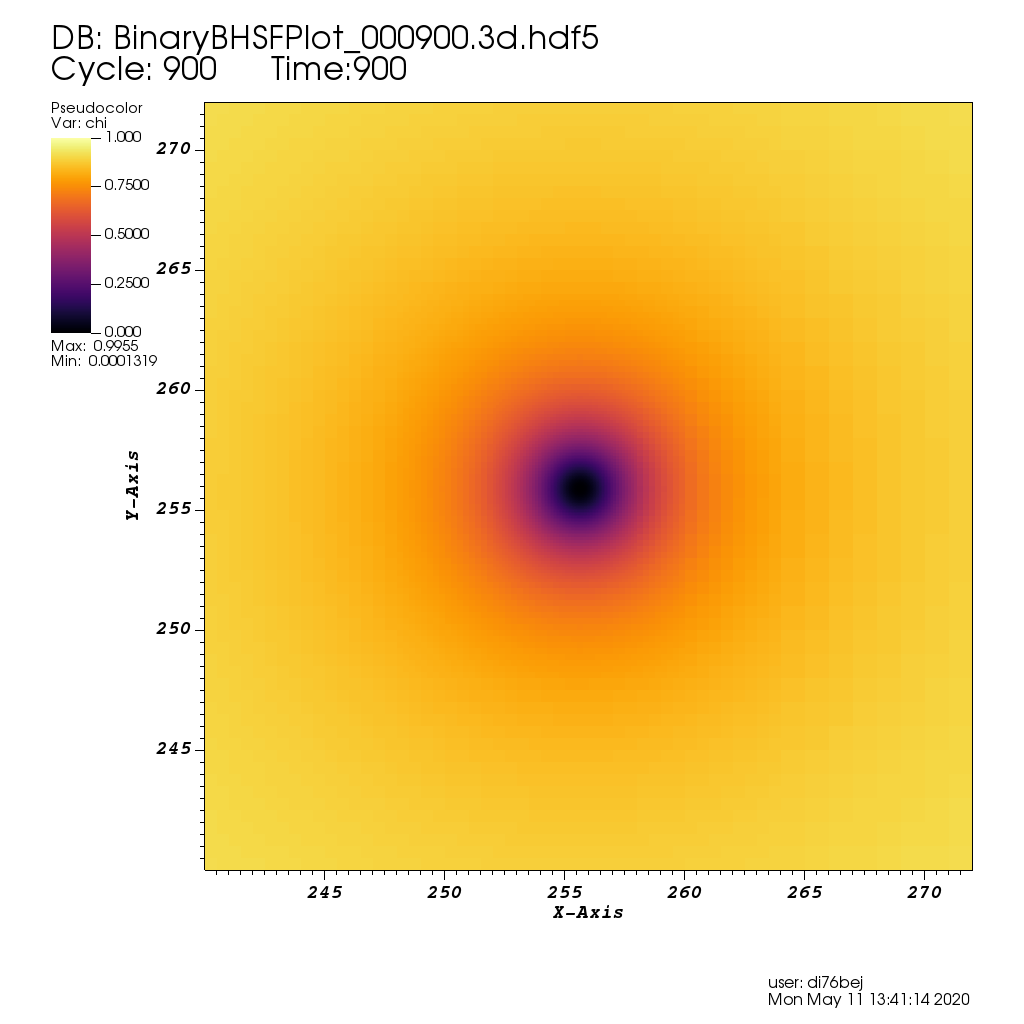 DB: BinaryBHSFPlot_000900.3d.hdf5
Cycle: 900 Time:900
Pseudocolor
Var: chi
1.000
0.7500
0.5000
0.2500
0.000
Max: 0.9955
Min: 0.0001319
270
265
260
255
250
245
Y-Axis
245 250 255 260 265 270
X-Axis
user: di76bej
Mon May 11 13:41:14 2020